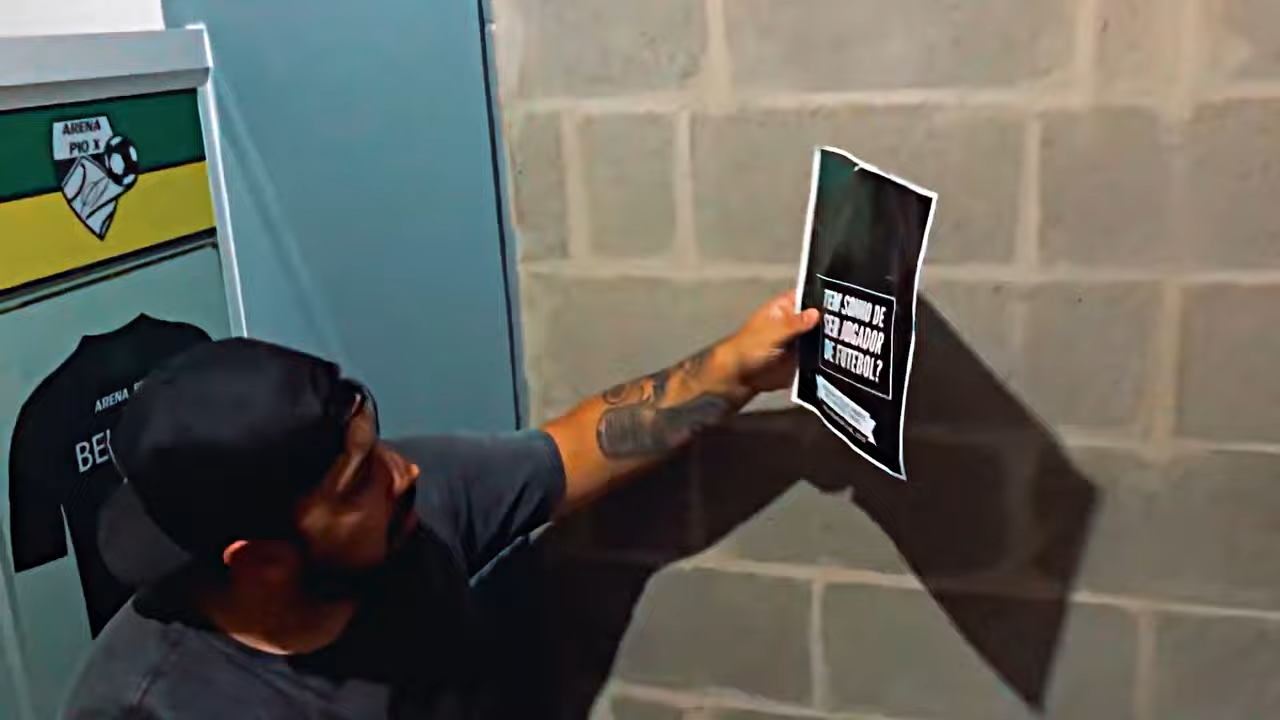 ARENA
PIO X
ARENA
BE
TEM SONHO DE
SER JOGADOR
DE FUTEBOL?